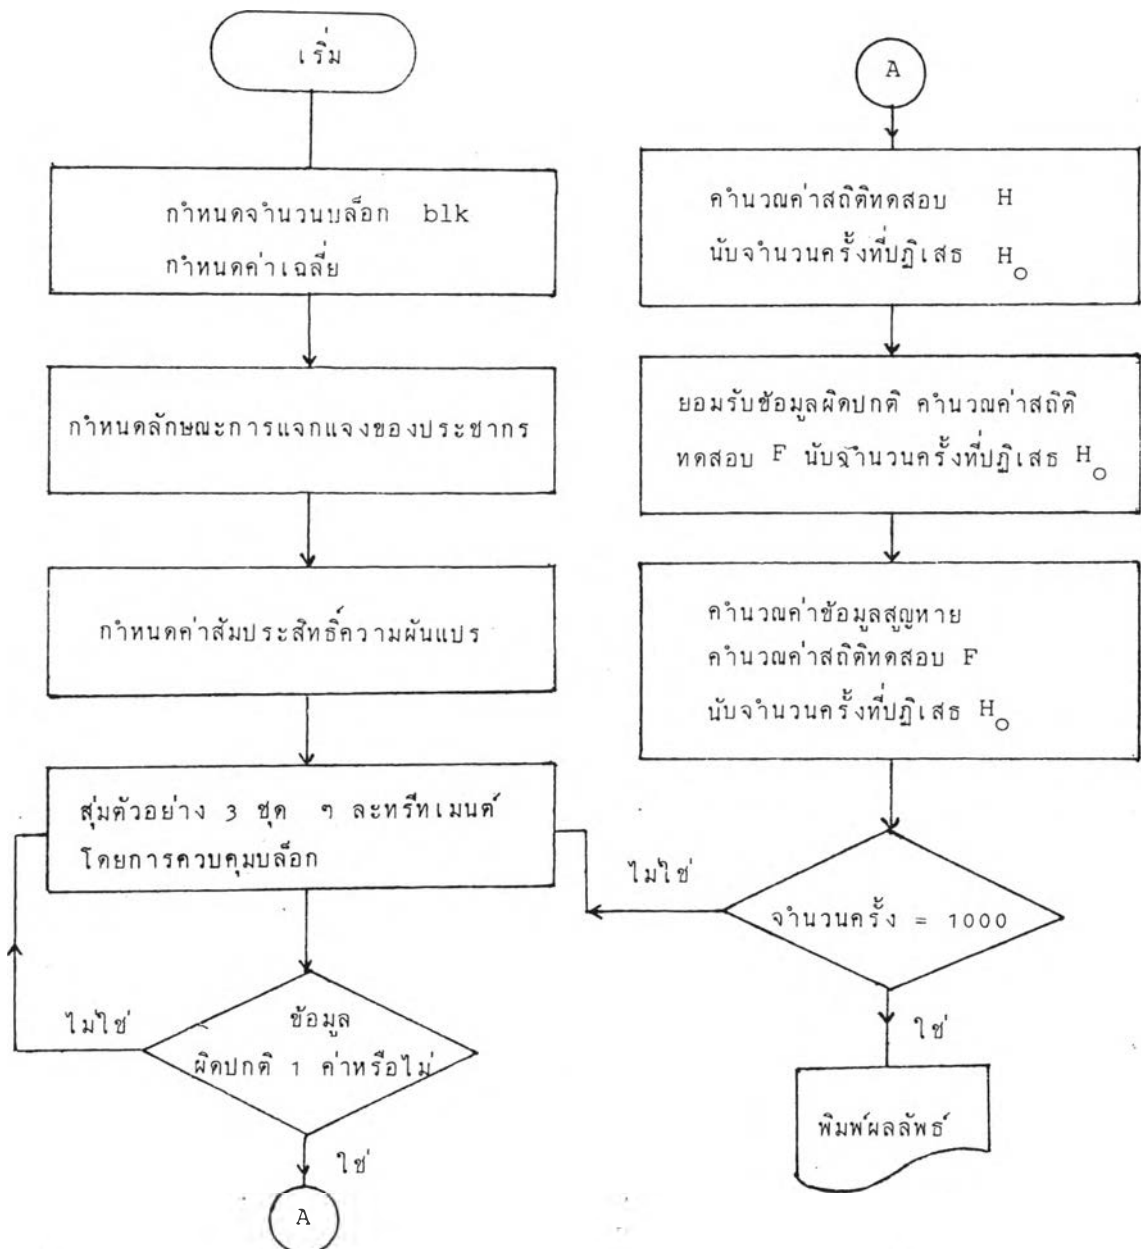 เริ่ม
กำหนดจำนวนบล็อก blk
กำหนดค่าเฉลี่ย
กำหนดลักษณะการแจกแจงของประชากร
กำหนดค่าสัมประสิทธิ์ความผันแปร
สุ่มตัวอย่าง 3 ชุด ๆ ละทรีทเมนต์
โดยการควบคุมบล็อก
ไม่ใช่
ข้อมูล
ผิดปกติ 1 ค่าหรือไม่
ใช่
A
A
คำนวณค่าสถิติทดสอบ H
นับจำนวนครั้งที่ปฏิเสธ H₀
ยอมรับข้อมูลผิดปกติ คำนวณค่าสถิติ
ทดสอบ F นับจำนวนครั้งที่ปฏิเสธ H₀
คำนวณค่าข้อมูลสูญหาย
คำนวณค่าสถิติทดสอบ F
นับจำนวนครั้งที่ปฏิเสธ H₀
ไม่ใช่
จำนวนครั้ง = 1000
ใช่
พิมพ์ผลลัพธ์